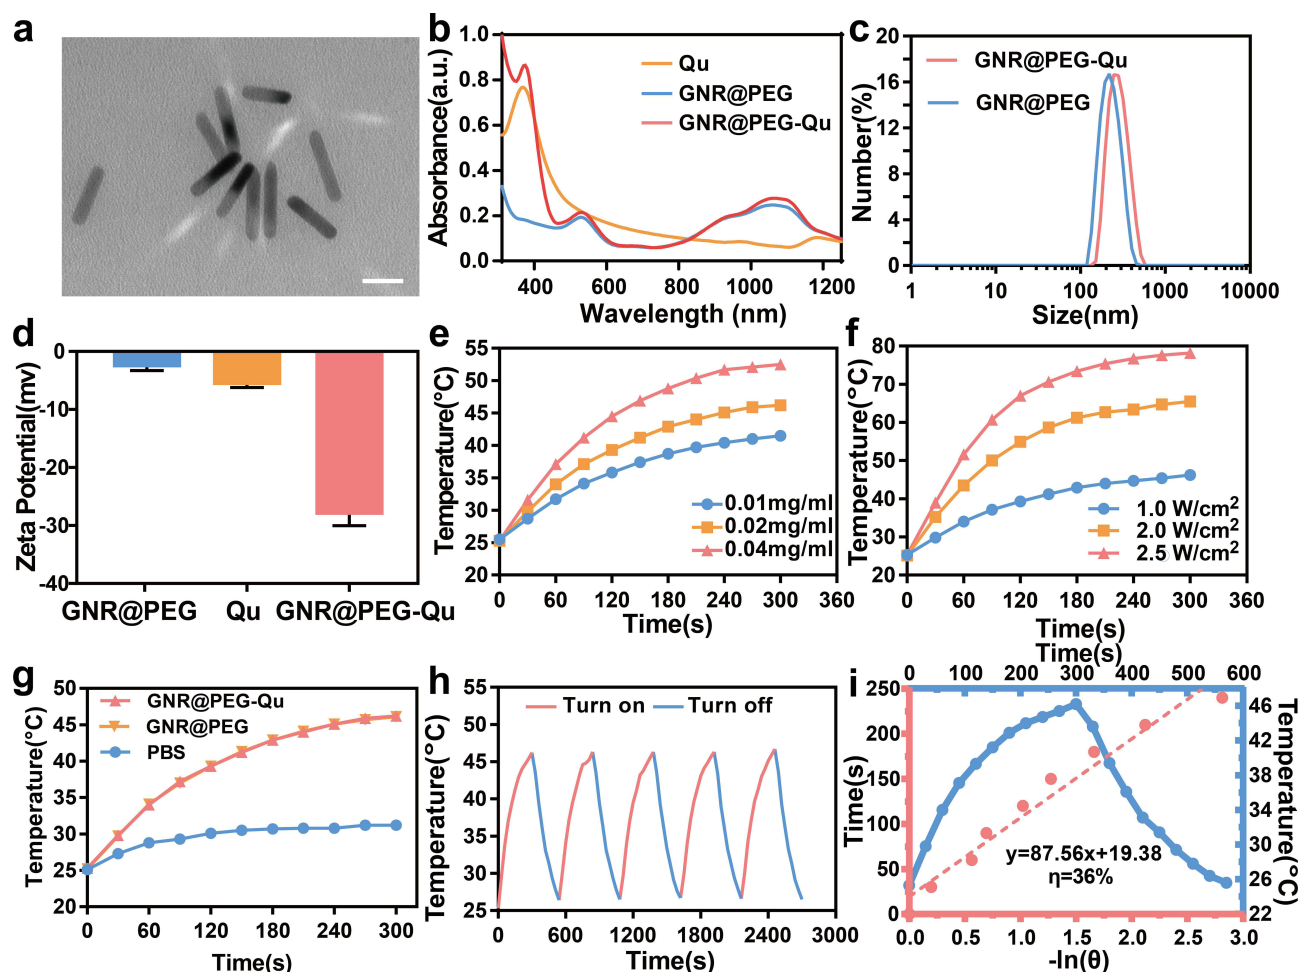 a
b
1.0
0.8
0.6
0.4
0.2
0.0
Absorbance(a.u.)
Qu
GNR@PEG
GNR@PEG-Qu
400
600
800
1000
1200
Wavelength (nm)
c
20
16
12
8
4
0
Number(%)
GNR@PEG-Qu
GNR@PEG
1
10
100
1000
10000
Size(nm)
d
0
-10
-20
-30
-40
Zeta Potential(mv)
GNR@PEG
Qu
GNR@PEG-Qu
e
55
50
45
40
35
30
25
20
Temperature(°C)
0.01mg/ml
0.02mg/ml
0.04mg/ml
0
60
120
180
240
300
360
Time(s)
f
80
70
60
50
40
30
20
Temperature(°C)
1.0 W/cm²
2.0 W/cm²
2.5 W/cm²
0
60
120
180
240
300
360
Time(s)
g
50
45
40
35
30
25
20
Temperature(°C)
GNR@PEG-Qu
GNR@PEG
PBS
0
60
120
180
240
300
Time(s)
h
55
50
45
40
35
30
25
Temperature(°C)
Turn on
Turn off
0
600
1200
1800
2400
3000
Time(s)
i
Time(s)
0
100
200
300
400
500
600
250
200
150
100
50
0
Time(s)
y=87.56x+19.38
η=36%
46
42
38
34
30
26
22
Temperature(°C)
0.0
0.5
1.0
1.5
2.0
2.5
3.0
-ln(θ)